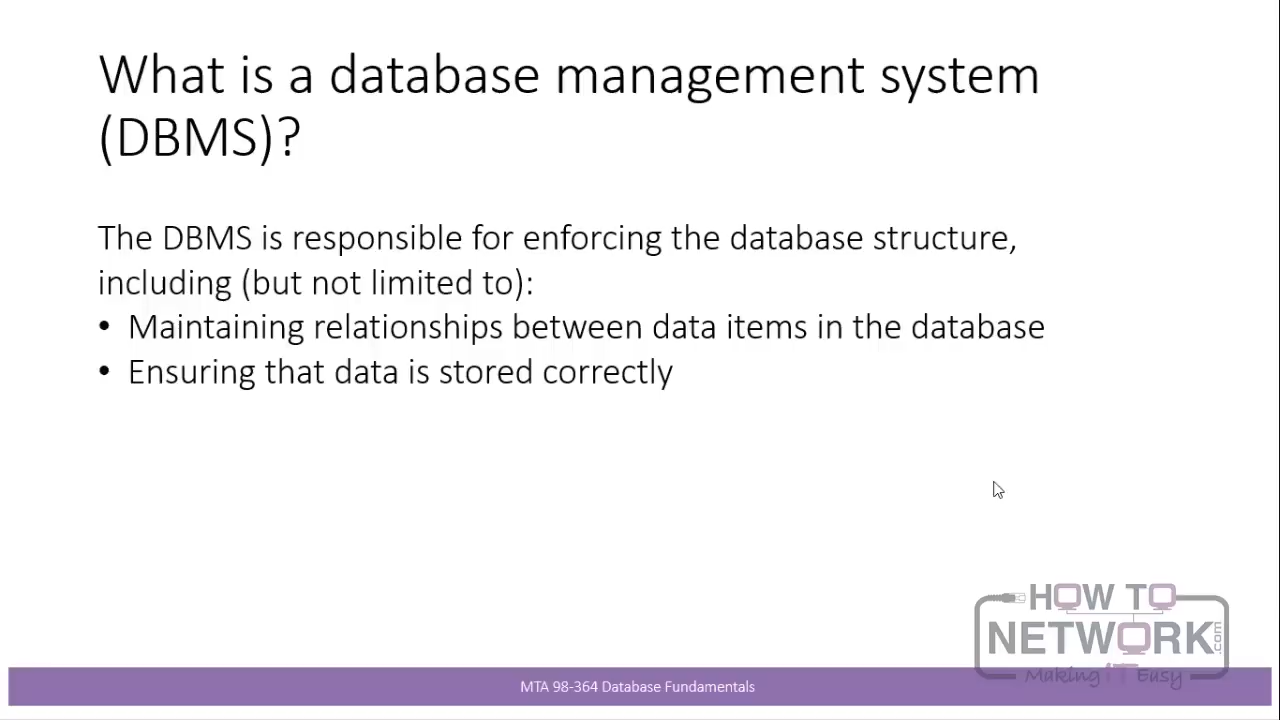 What is a database management system
(DBMS)?
The DBMS is responsible for enforcing the database structure,
including (but not limited to):
• Maintaining relationships between data items in the database
• Ensuring that data is stored correctly
HOW TO
NETWORK.com
Making IT Easy
MTA 98-364 Database Fundamentals